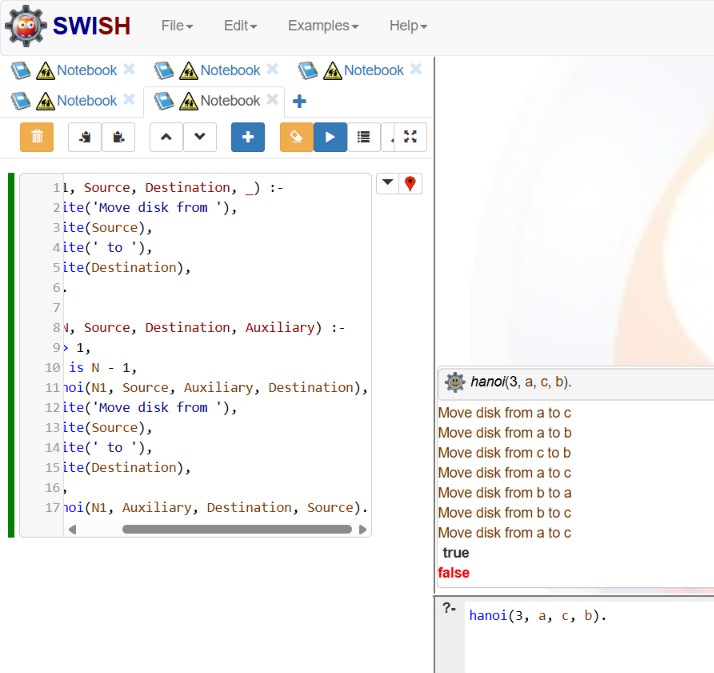 SWISH File Edit Examples Help
Notebook Notebook Notebook
Notebook Notebook
1 1, Source, Destination, _) :-
2 ite('Move disk from '),
3 ite(Source),
4 ite(' to '),
5 ite(Destination),
6 .
7
8 N, Source, Destination, Auxiliary) :-
9 > 1,
10 is N - 1,
11 noi(N1, Source, Auxiliary, Destination),
12 ite('Move disk from '),
13 ite(Source),
14 ite(' to '),
15 ite(Destination),
16 ,
17 noi(N1, Auxiliary, Destination, Source).
hanoi(3, a, c, b).
Move disk from a to c
Move disk from a to b
Move disk from c to b
Move disk from a to c
Move disk from b to a
Move disk from b to c
Move disk from a to c
true
false
?- hanoi(3, a, c, b).